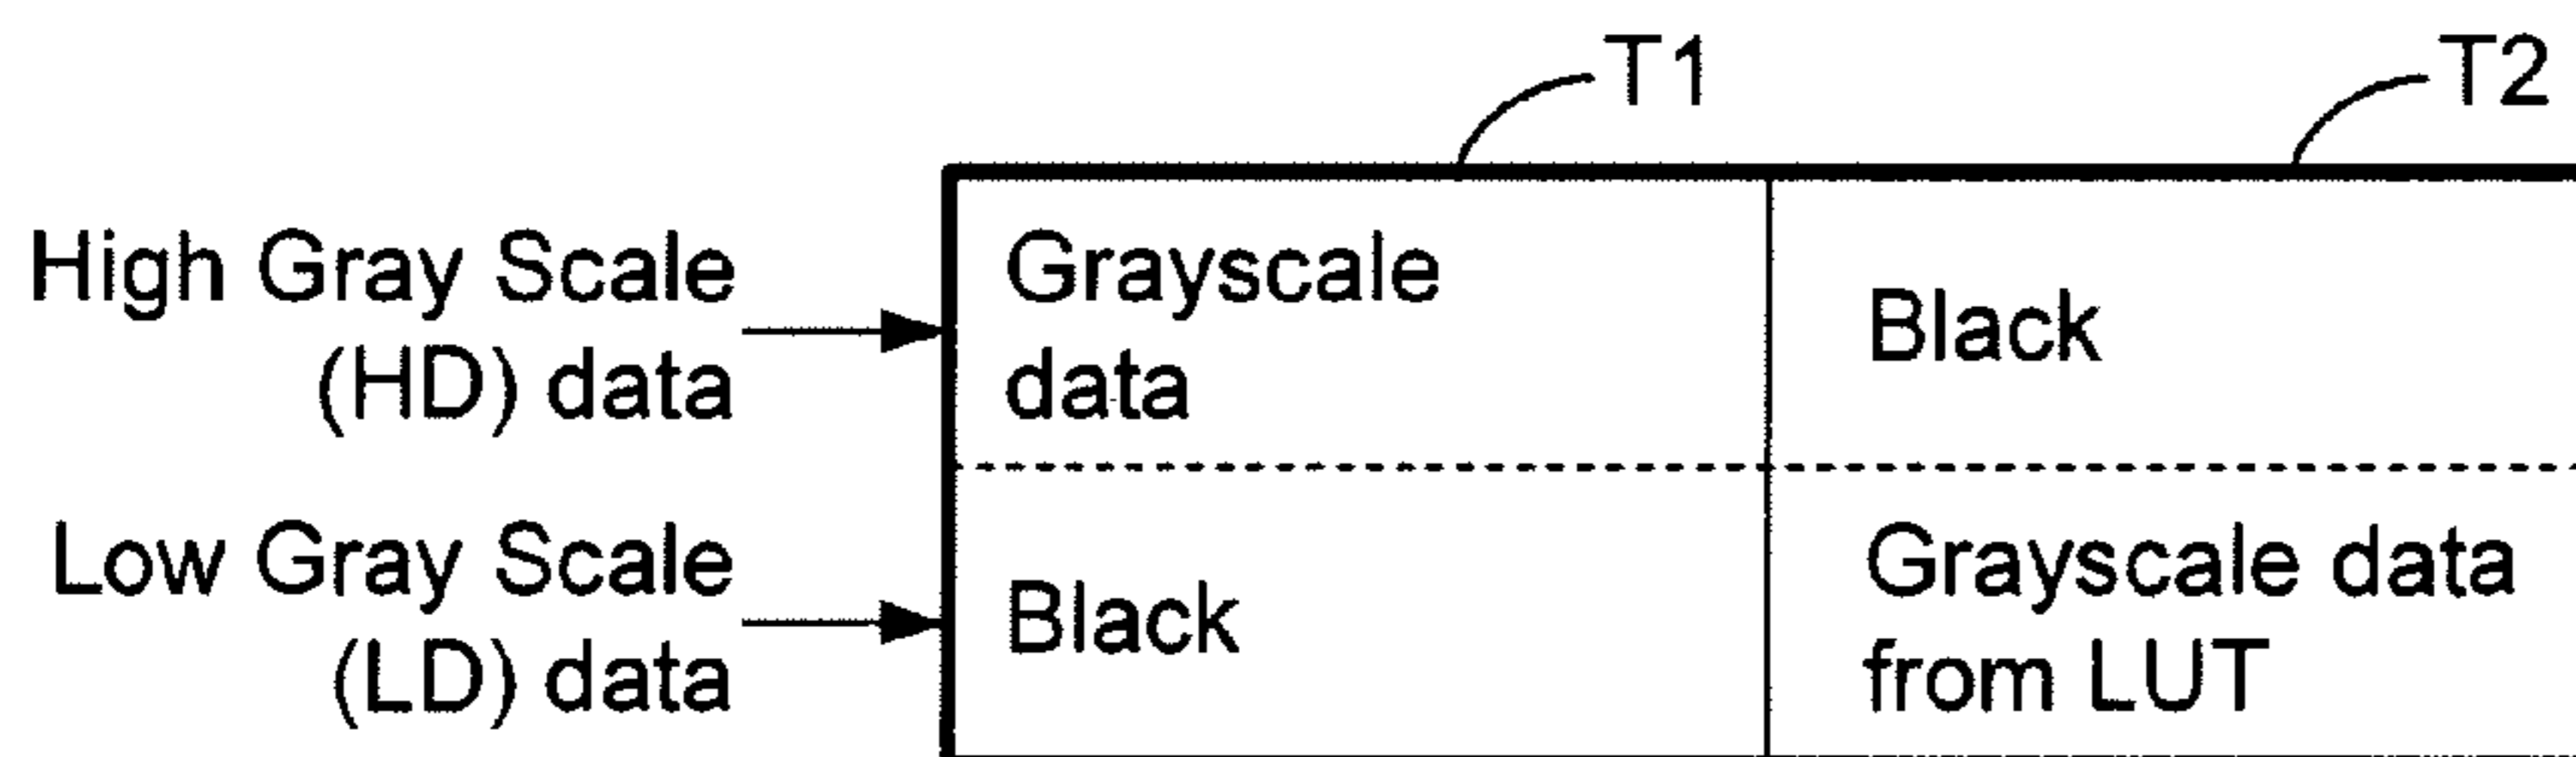 T1
T2
High Gray Scale
(HD) data
Grayscale
data
Black
Low Gray Scale
(LD) data
Black
Grayscale data
from LUT